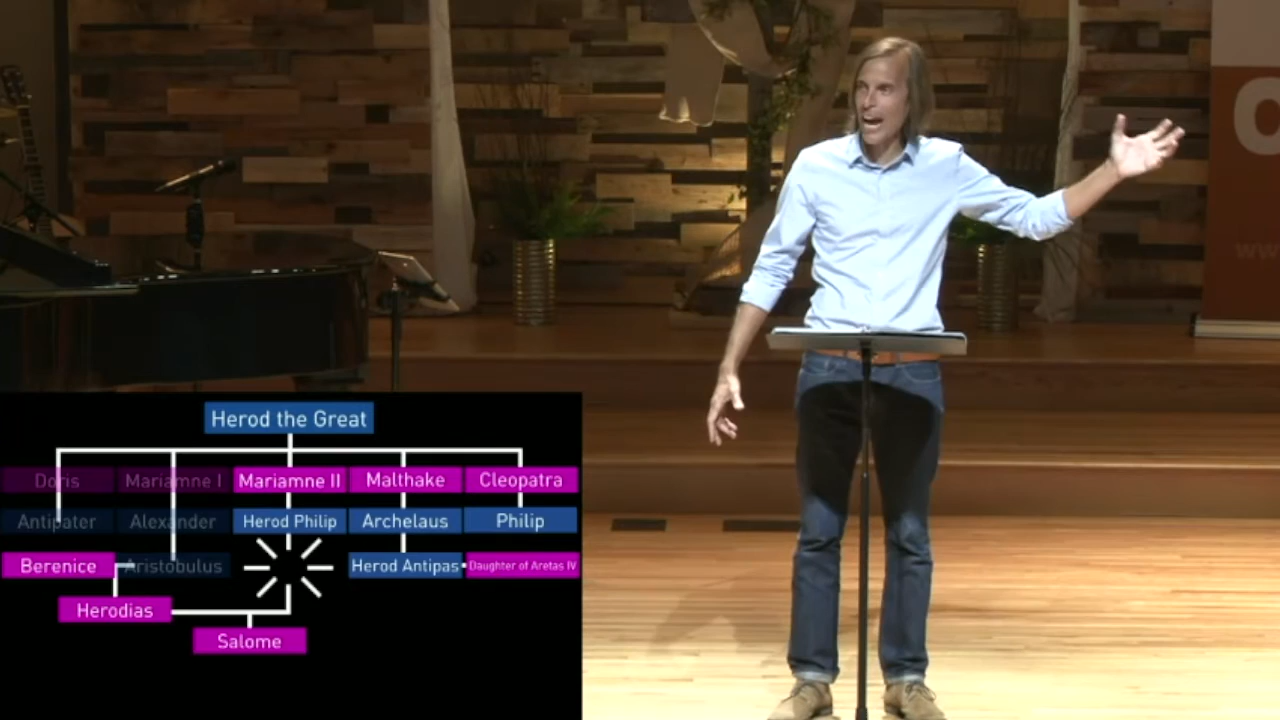 Herod the Great
Doris Mariamne I Mariamne II Malthake Cleopatra
Antipater Alexander Herod Philip Archelaus Philip
Berenice Aristobulus Herod Antipas Daughter of Aretas IV
Herodias
Salome